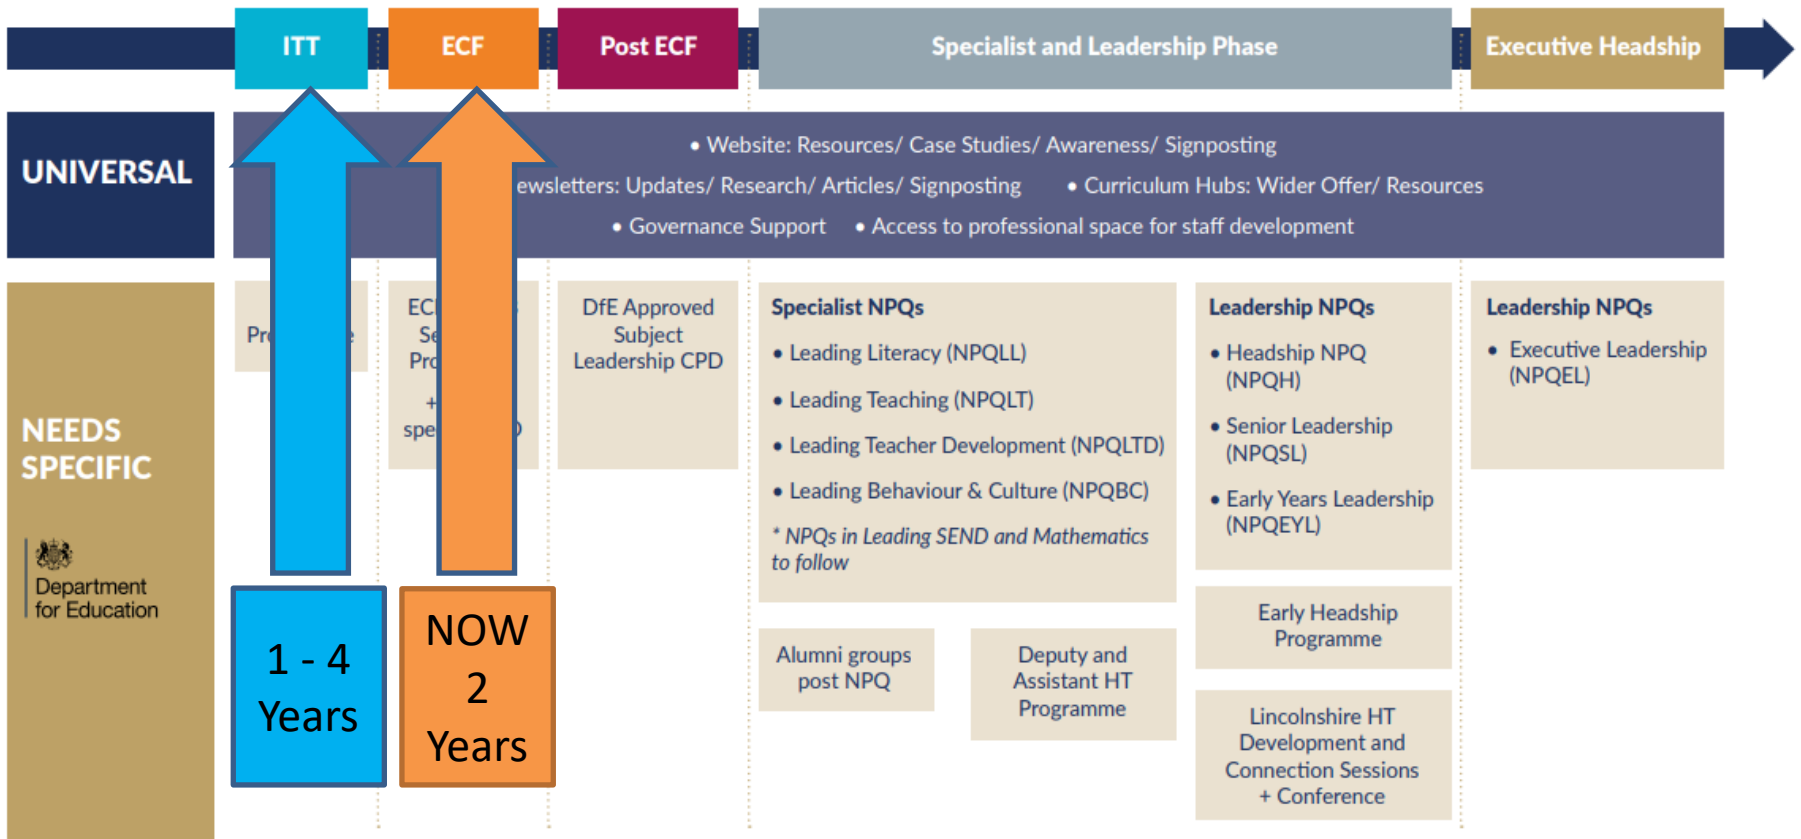 ITT
ECF
Post ECF
Specialist and Leadership Phase
Executive Headship
UNIVERSAL
• Website: Resources/ Case Studies/ Awareness/ Signposting
ewsletters: Updates/ Research/ Articles/ Signposting • Curriculum Hubs: Wider Offer/ Resources
• Governance Support • Access to professional space for staff development
NEEDS
SPECIFIC
Department
for Education
DfE Approved
Subject
Leadership CPD
Specialist NPQs
• Leading Literacy (NPQLL)
• Leading Teaching (NPQLT)
• Leading Teacher Development (NPQLTD)
• Leading Behaviour & Culture (NPQBC)
* NPQs in Leading SEND and Mathematics
to follow
Leadership NPQs
• Headship NPQ
(NPQH)
• Senior Leadership
(NPQSL)
• Early Years Leadership
(NPQEYL)
Leadership NPQs
• Executive Leadership
(NPQEL)
1 - 4
Years
NOW
2
Years
Alumni groups
post NPQ
Deputy and
Assistant HT
Programme
Early Headship
Programme
Lincolnshire HT
Development and
Connection Sessions
+ Conference